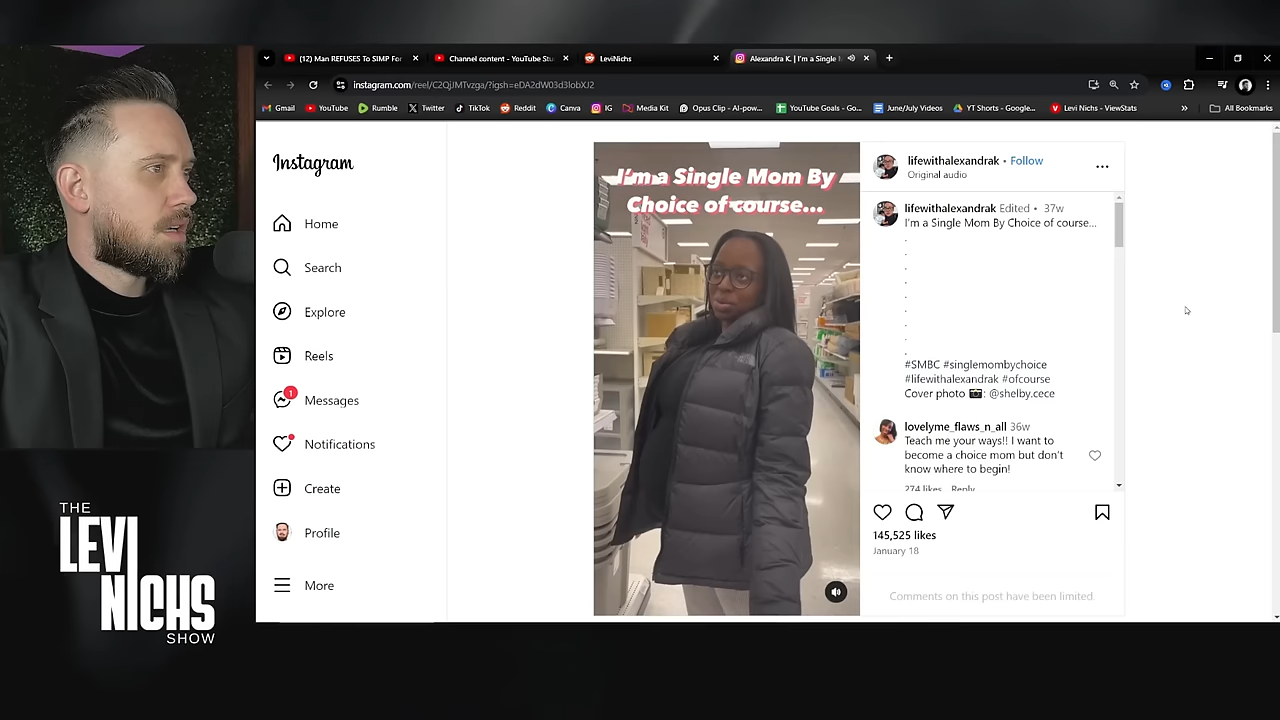 (12) Man REFUSES To SIMP For
Channel content - YouTube Stu
LeviNichs
Alexandra K. | I'm a Single
instagram.com/reel/C2QjJMTvzga/?igsh=eDA2dW03d3lobXJ2
Gmail
YouTube
Rumble
Twitter
TikTok
Reddit
Canva
IG
Media Kit
Opus Clip - AI-pow...
YouTube Goals - Go...
June/July Videos
YT Shorts - Google...
Levi Nichs - ViewStats
All Bookmarks
Instagram
Home
Search
Explore
Reels
1
Messages
Notifications
Create
Profile
More
I'm a Single Mom By
Choice of course...
lifewithalexandrak • Follow
Original audio
lifewithalexandrak Edited • 37w
I'm a Single Mom By Choice of course...
.
.
.
.
.
.
.
.
.
#SMBC #singlemombychoice
#lifewithalexandrak #ofcourse
Cover photo 📷: @shelby.cece
lovelyme_flaws_n_all 36w
Teach me your ways!! I want to
become a choice mom but don't
know where to begin!
274 likes Reply
145,525 likes
January 18
Comments on this post have been limited.
THE
LEVI
NICHS
SHOW